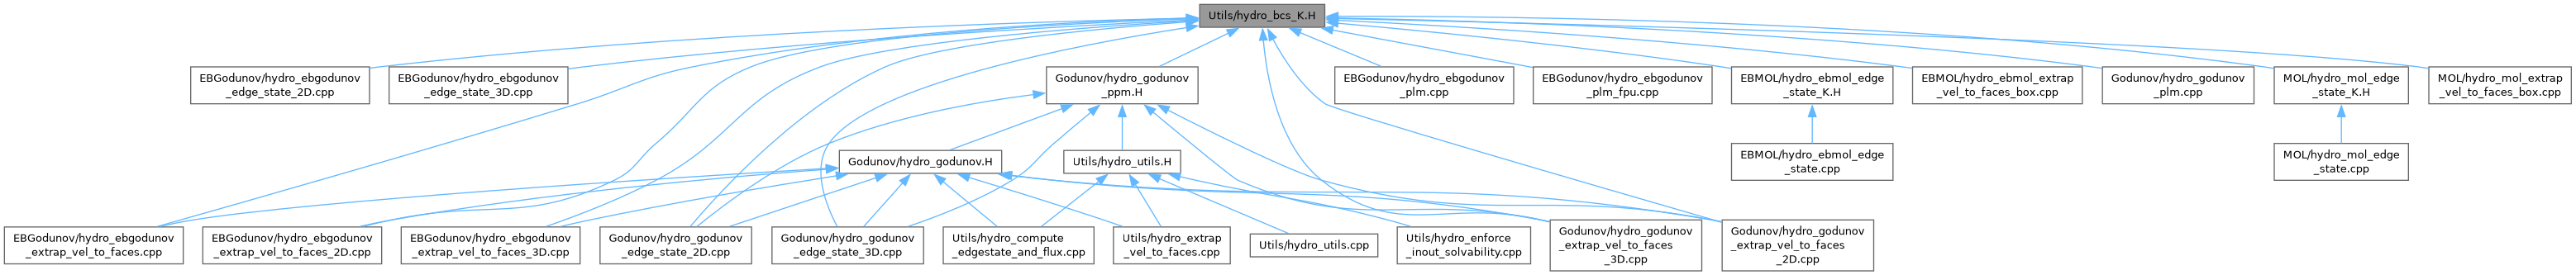 Utils/hydro_bcs_K.H
EBGodunov/hydro_ebgodunov
_edge_state_2D.cpp
EBGodunov/hydro_ebgodunov
_edge_state_3D.cpp
Godunov/hydro_godunov
_ppm.H
EBGodunov/hydro_ebgodunov
_plm.cpp
EBGodunov/hydro_ebgodunov
_plm_fpu.cpp
EBMOL/hydro_ebmol_edge
_state_K.H
EBMOL/hydro_ebmol_extrap
_vel_to_faces_box.cpp
Godunov/hydro_godunov
_plm.cpp
MOL/hydro_mol_edge
_state_K.H
MOL/hydro_mol_extrap
_vel_to_faces_box.cpp
Godunov/hydro_godunov.H
Utils/hydro_utils.H
EBMOL/hydro_ebmol_edge
_state.cpp
MOL/hydro_mol_edge
_state.cpp
EBGodunov/hydro_ebgodunov
_extrap_vel_to_faces.cpp
EBGodunov/hydro_ebgodunov
_extrap_vel_to_faces_2D.cpp
EBGodunov/hydro_ebgodunov
_extrap_vel_to_faces_3D.cpp
Godunov/hydro_godunov
_edge_state_2D.cpp
Godunov/hydro_godunov
_edge_state_3D.cpp
Utils/hydro_compute
_edgestate_and_flux.cpp
Utils/hydro_extrap
_vel_to_faces.cpp
Utils/hydro_utils.cpp
Utils/hydro_enforce
_inout_solvability.cpp
Godunov/hydro_godunov
_extrap_vel_to_faces
_3D.cpp
Godunov/hydro_godunov
_extrap_vel_to_faces
_2D.cpp